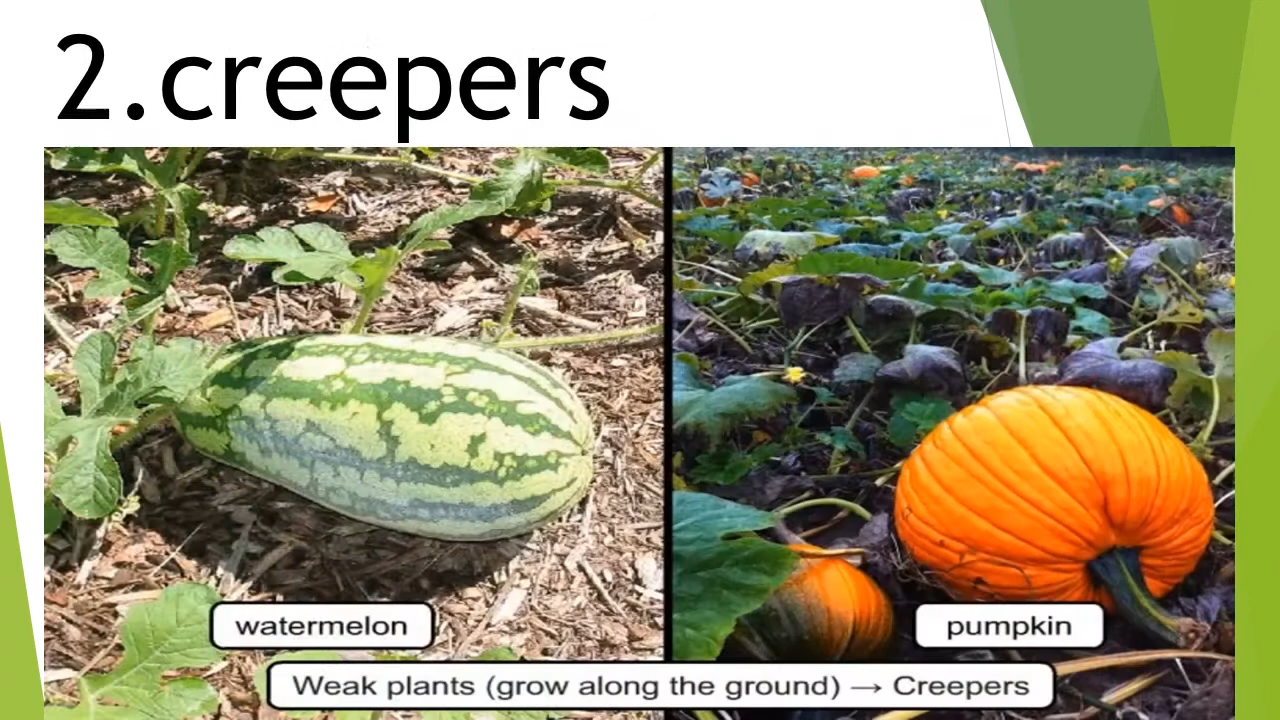 2.creepers
watermelon
pumpkin
Weak plants (grow along the ground) → Creepers